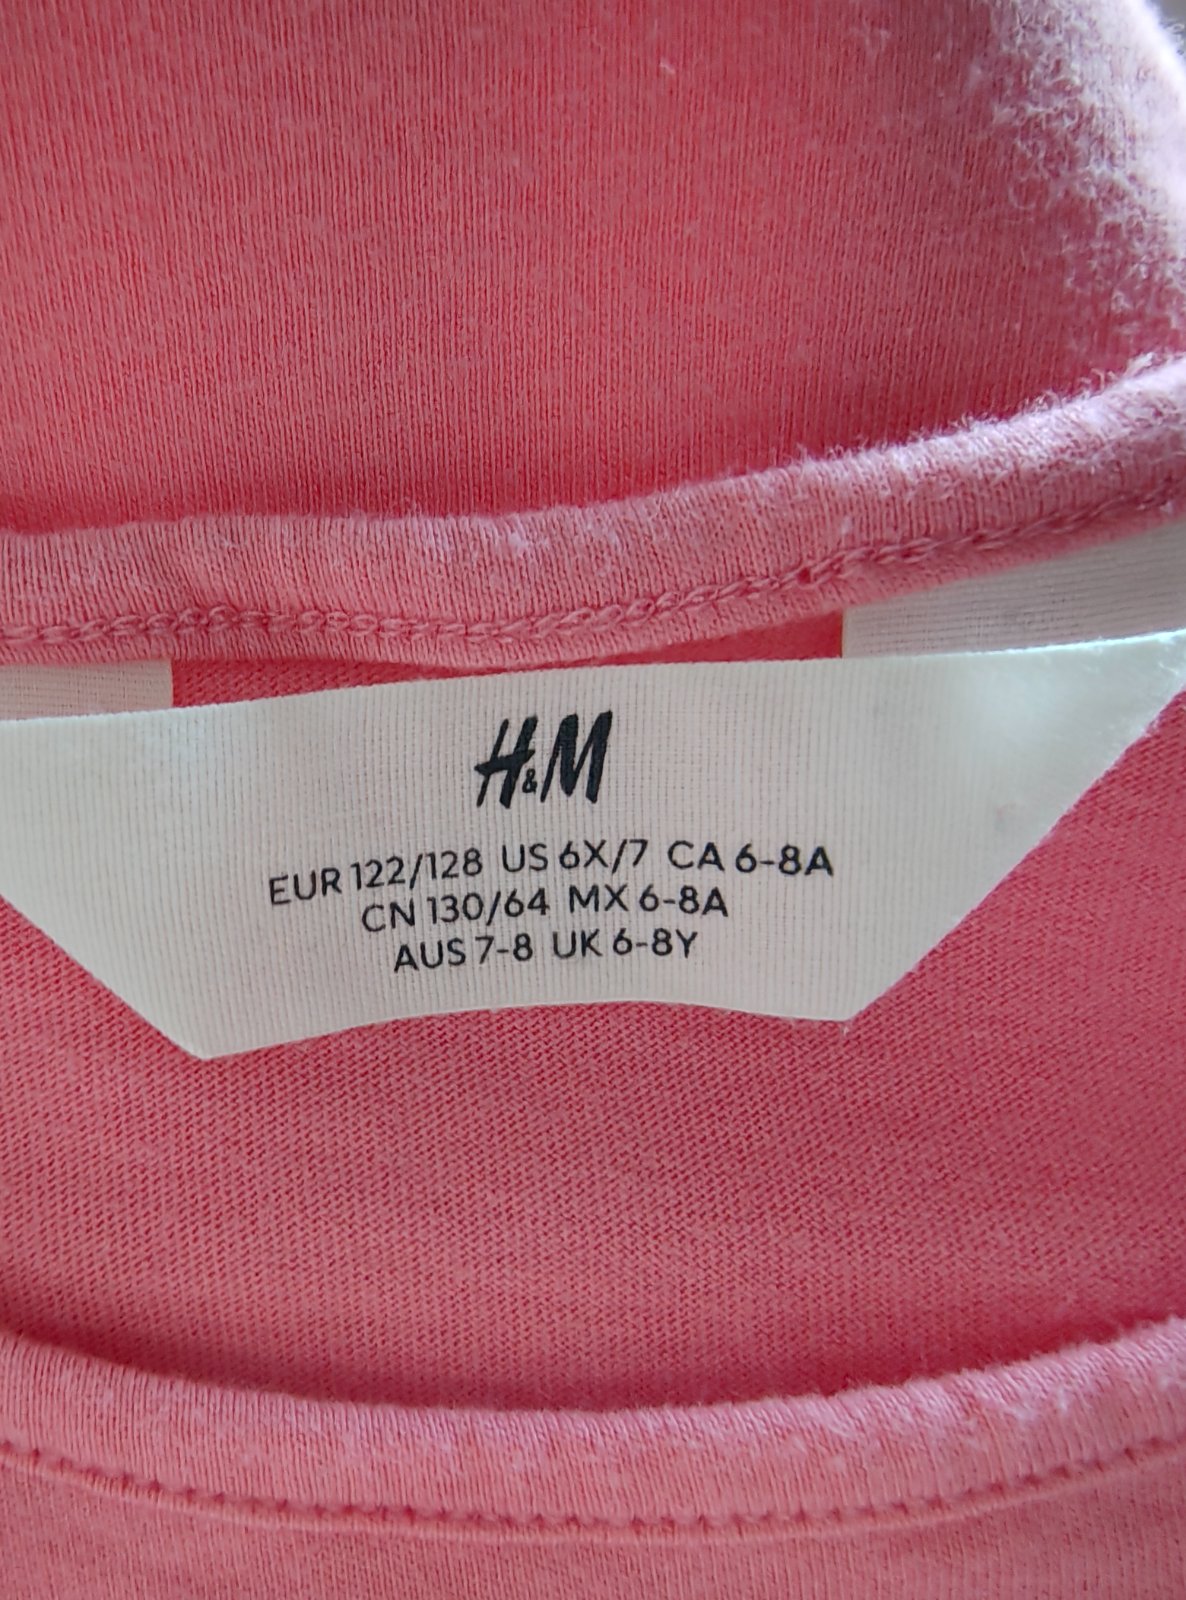 H&M
EUR 122/128 US 6X/7 CA 6-8A
CN 130/64 MX 6-8A
AUS 7-8 UK 6-8Y